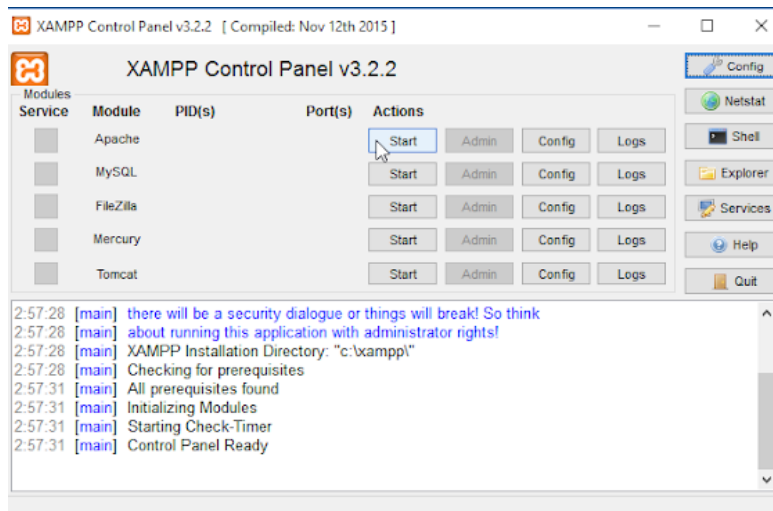 XAMPP Control Panel v3.2.2 [ Compiled: Nov 12th 2015 ]
XAMPP Control Panel v3.2.2
Config
Modules
Service Module PID(s) Port(s) Actions
Netstat
Apache Start Admin Config Logs
Shell
MySQL Start Admin Config Logs
Explorer
FileZilla Start Admin Config Logs
Services
Mercury Start Admin Config Logs
Help
Tomcat Start Admin Config Logs
Quit
2:57:28 [main] there will be a security dialogue or things will break! So think
2:57:28 [main] about running this application with administrator rights!
2:57:28 [main] XAMPP Installation Directory: "c:\xampp\"
2:57:28 [main] Checking for prerequisites
2:57:31 [main] All prerequisites found
2:57:31 [main] Initializing Modules
2:57:31 [main] Starting Check-Timer
2:57:31 [main] Control Panel Ready